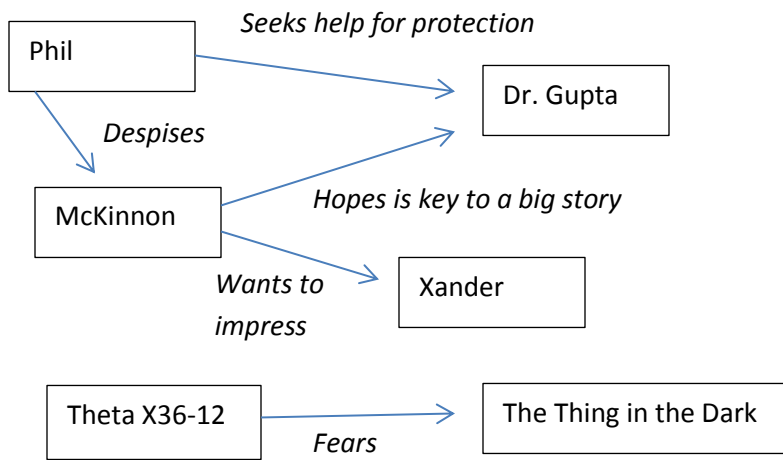 Seeks help for protection
Phil
Dr. Gupta
Despises
McKinnon
Hopes is key to a big story
Wants to
impress
Xander
Theta X36-12
The Thing in the Dark
Fears